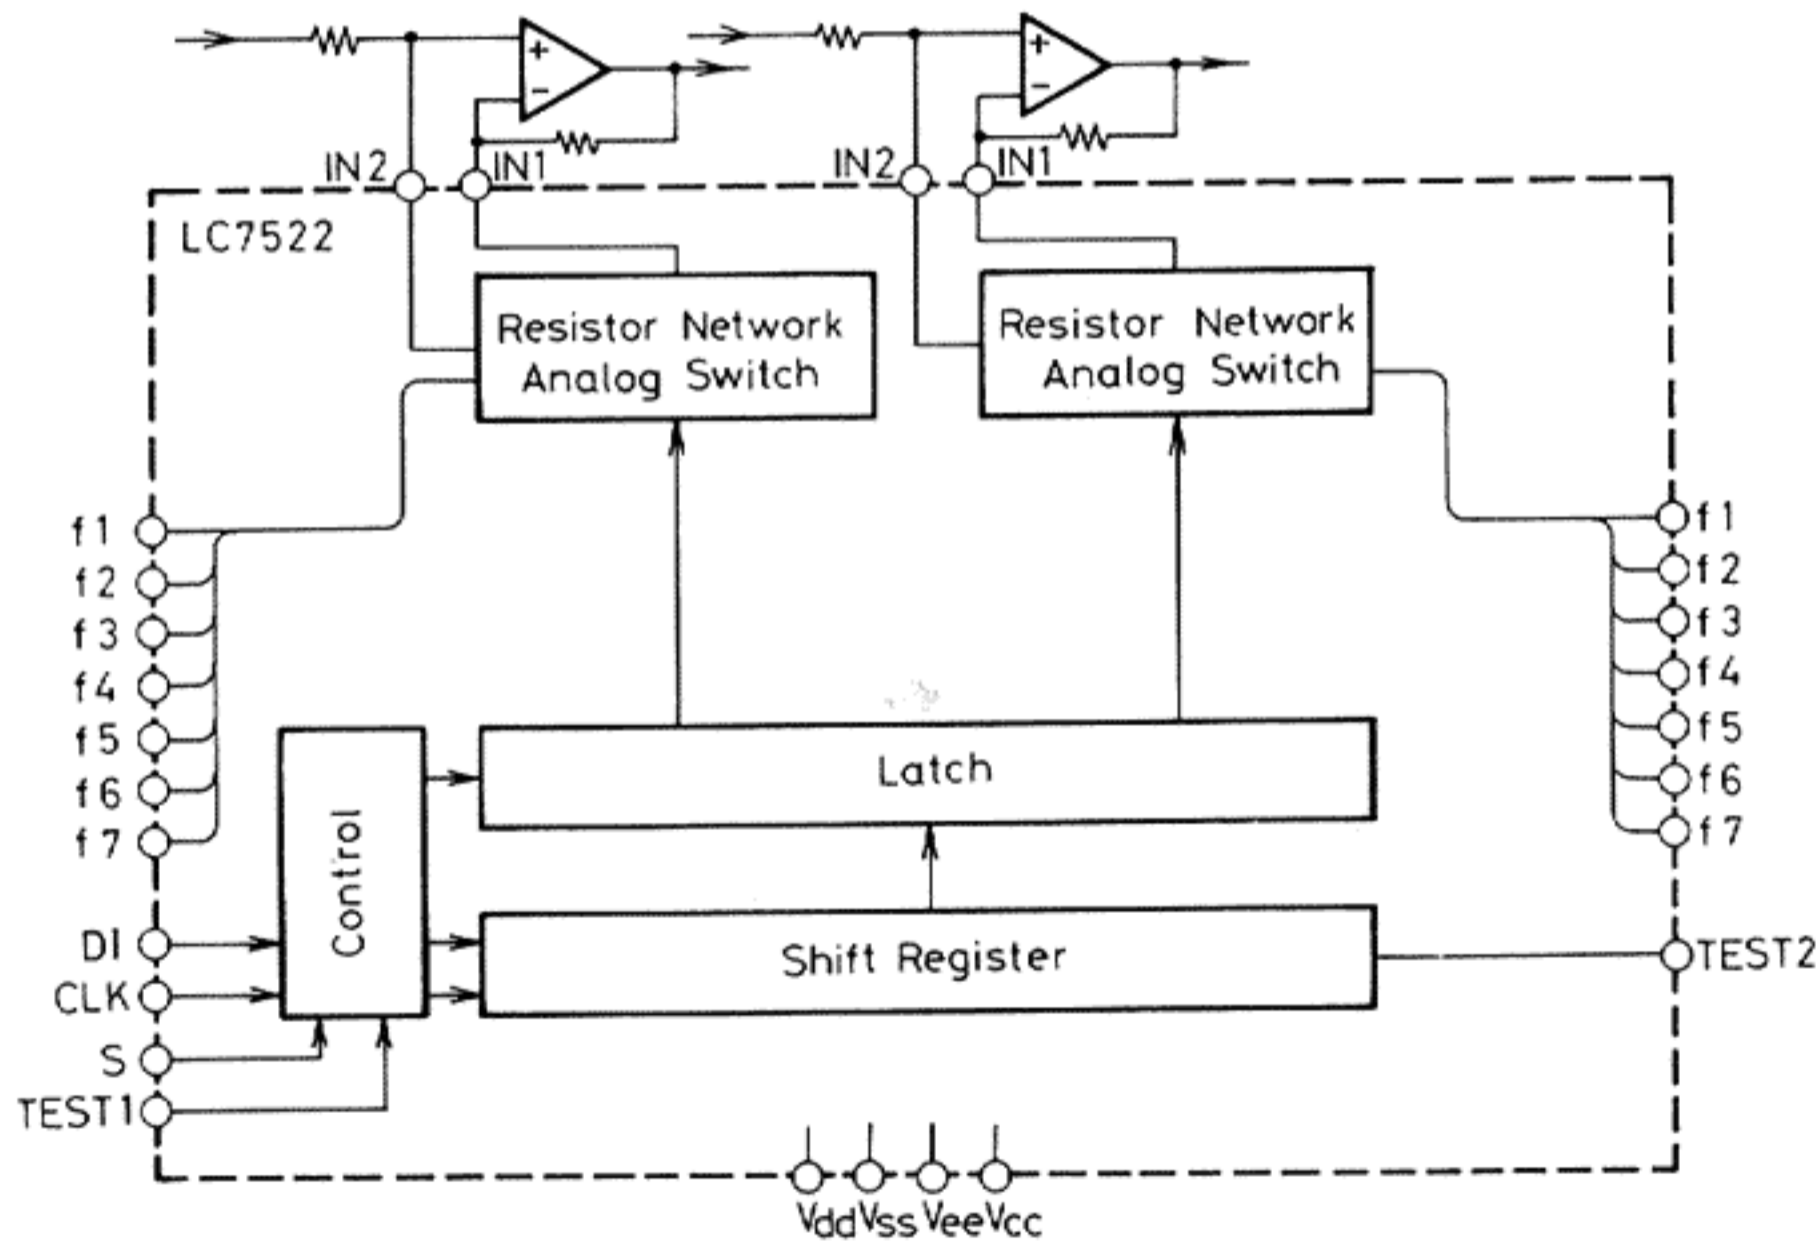 +
−
+
−
IN2
IN1
IN2
IN1
LC7522
Resistor Network
Analog Switch
Resistor Network
Analog Switch
f1
f2
f3
f4
f5
f6
f7
f1
f2
f3
f4
f5
f6
f7
Latch
Control
DI
CLK
S
TEST1
Shift Register
TEST2
Vdd Vss Vee Vcc